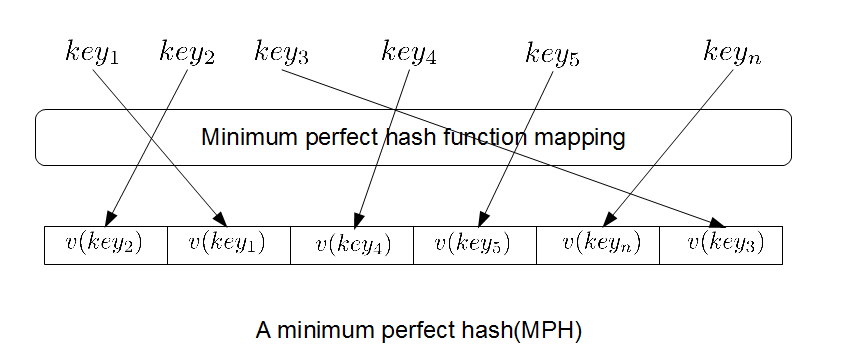 key₁ key₂ key₃ key₄ key₅ keyₙ
Minimum perfect hash function mapping
v(key₂) v(key₁) v(key₄) v(key₅) v(keyₙ) v(key₃)
A minimum perfect hash(MPH)